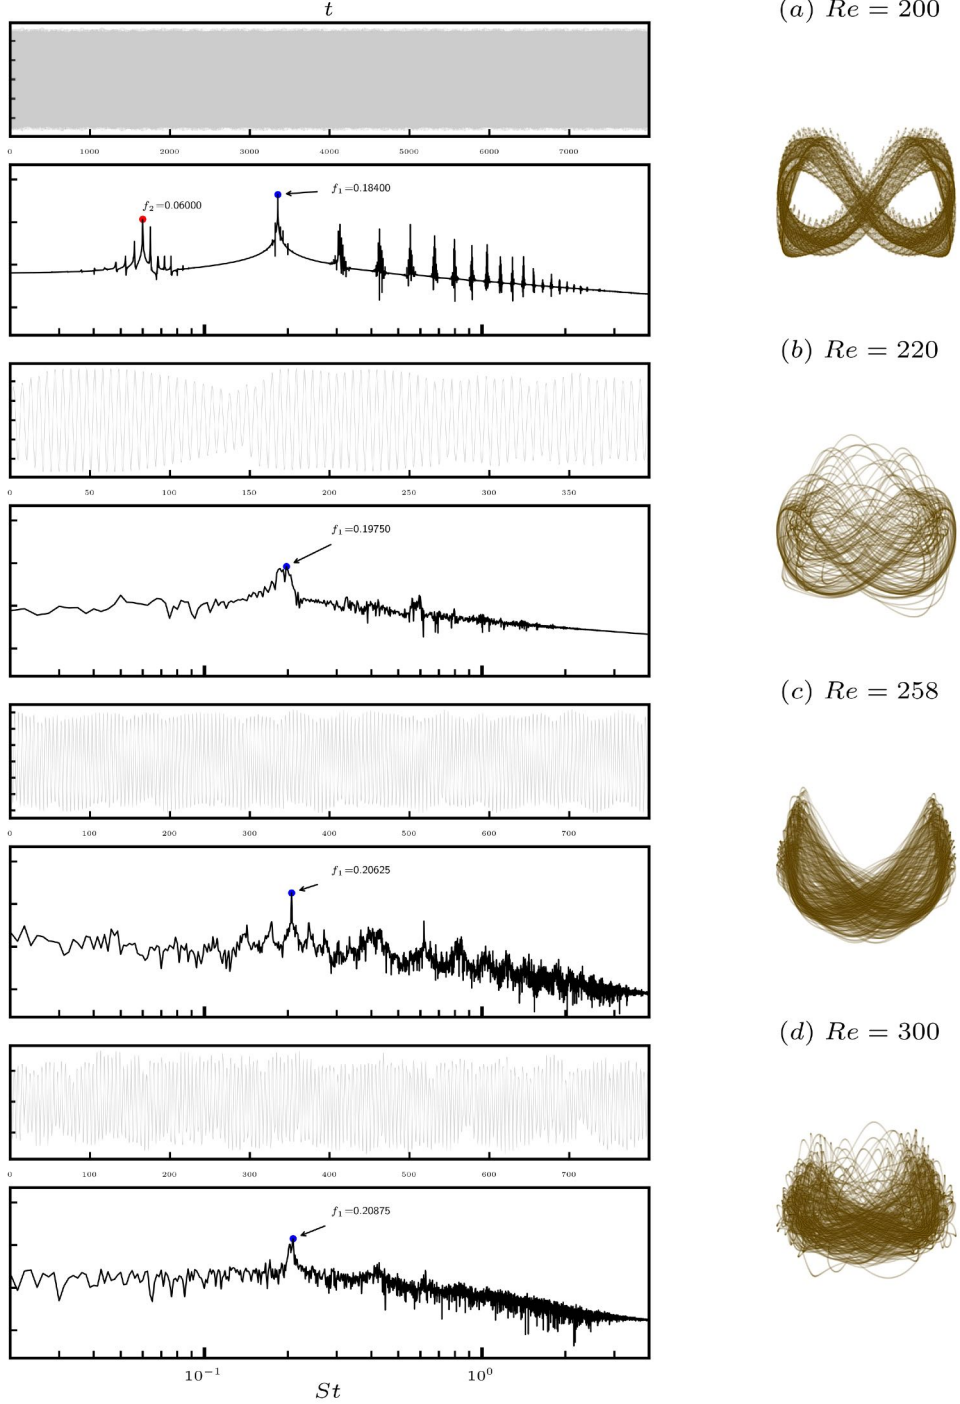 t
(a) Re = 200
0 1000 2000 3000 4000 5000 6000 7000
f₂=0.06000
f₁=0.18400
(b) Re = 220
0 50 100 150 200 250 300 350
f₁=0.19750
(c) Re = 258
0 100 200 300 400 500 600 700
f₁=0.20625
(d) Re = 300
0 100 200 300 400 500 600 700
f₁=0.20875
10⁻¹ 10⁰
St